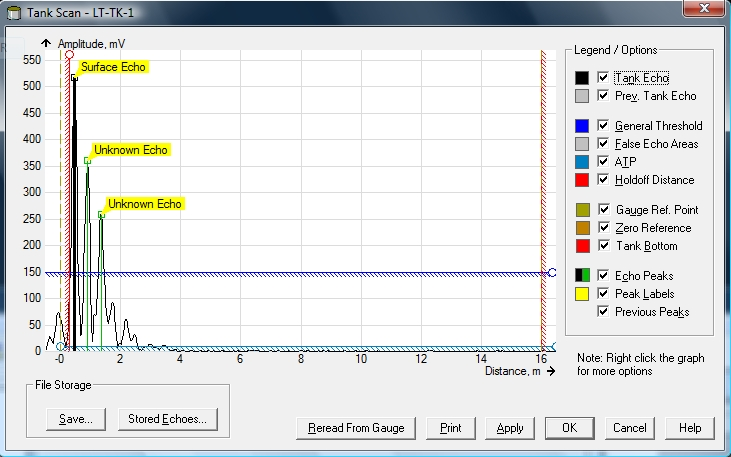 Tank Scan - LT-TK-1
Amplitude, mV
550
500
450
400
350
300
250
200
150
100
50
0
Surface Echo
Unknown Echo
Unknown Echo
-0 2 4 6 8 10 12 14 16
Distance, m
Legend / Options
Tank Echo
Prev. Tank Echo
General Threshold
False Echo Areas
ATP
Holdoff Distance
Gauge Ref. Point
Zero Reference
Tank Bottom
Echo Peaks
Peak Labels
Previous Peaks
Note: Right click the graph
for more options
File Storage
Save...
Stored Echoes...
Reread From Gauge
Print
Apply
OK
Cancel
Help